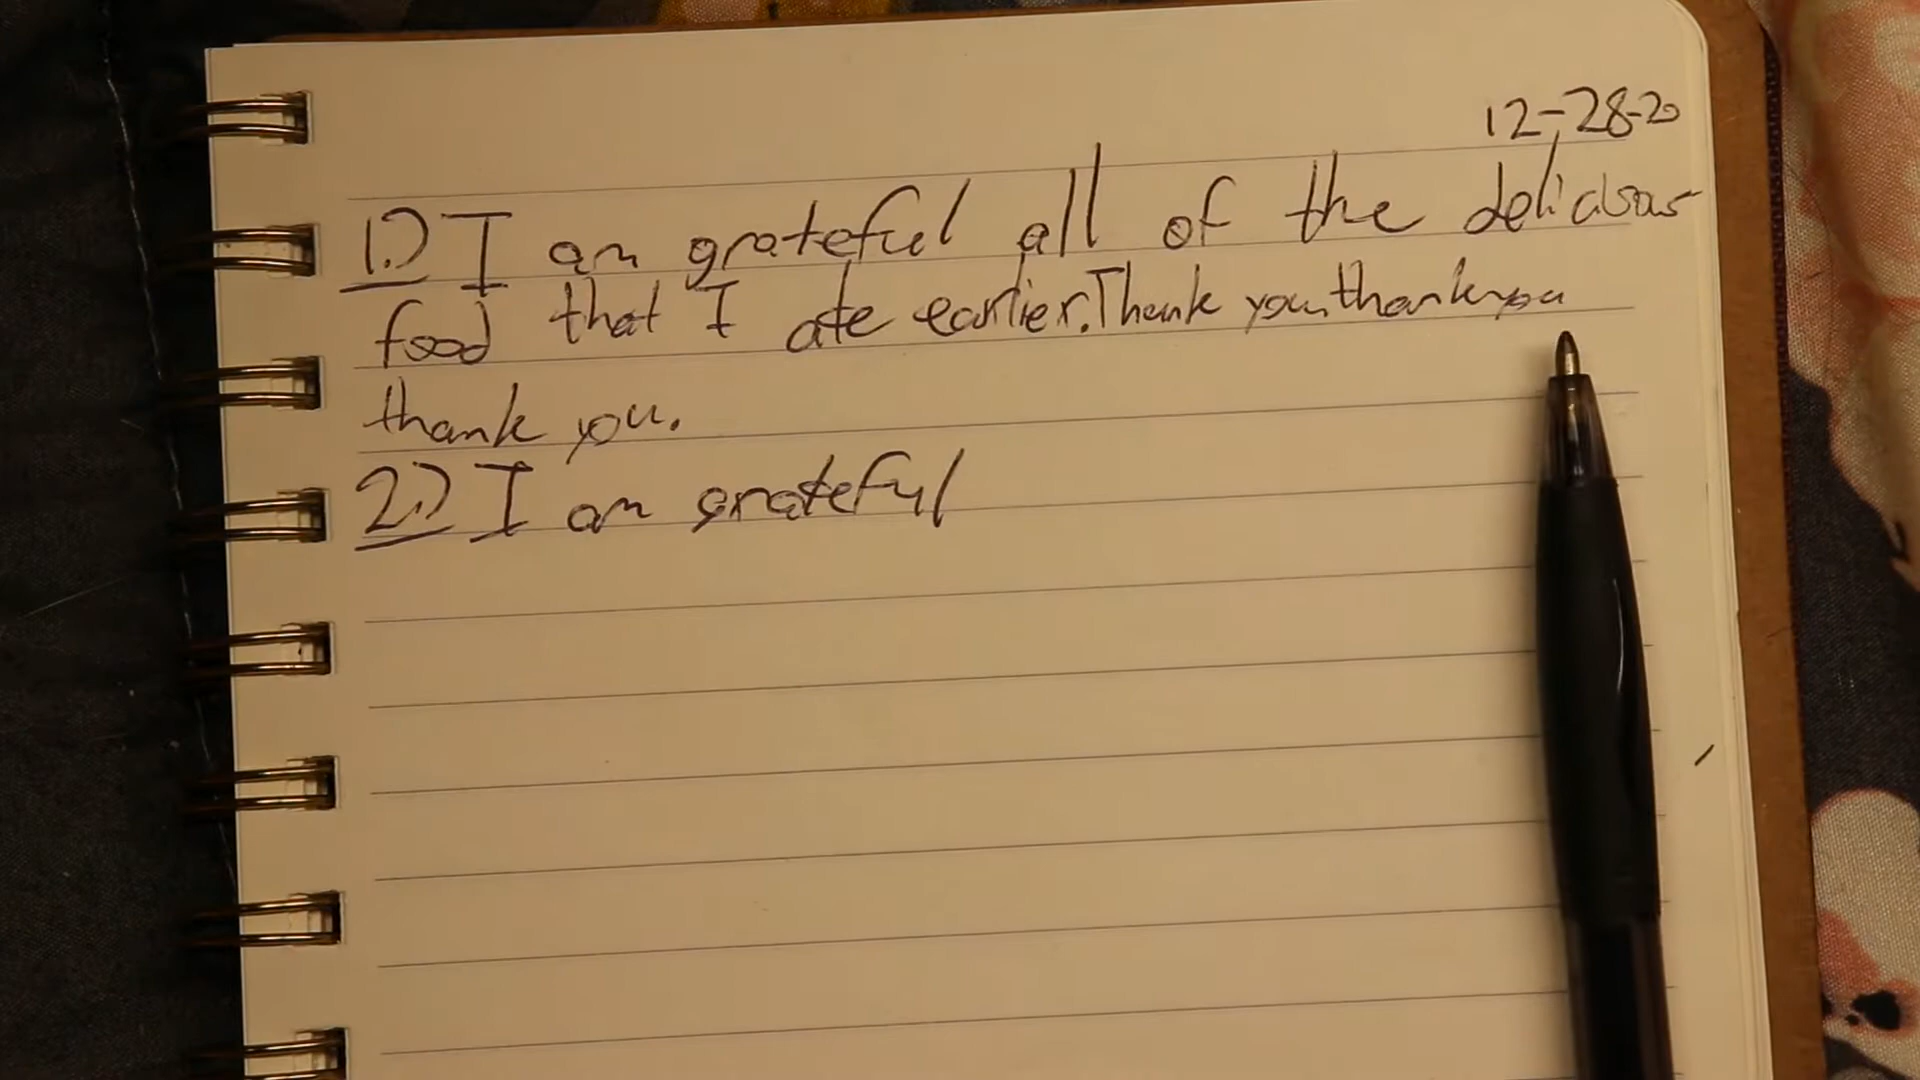 12-28-20
1.) I am grateful all of the delicious
food that I ate earlier. Thank you, thank you
thank you.
2.) I am grateful